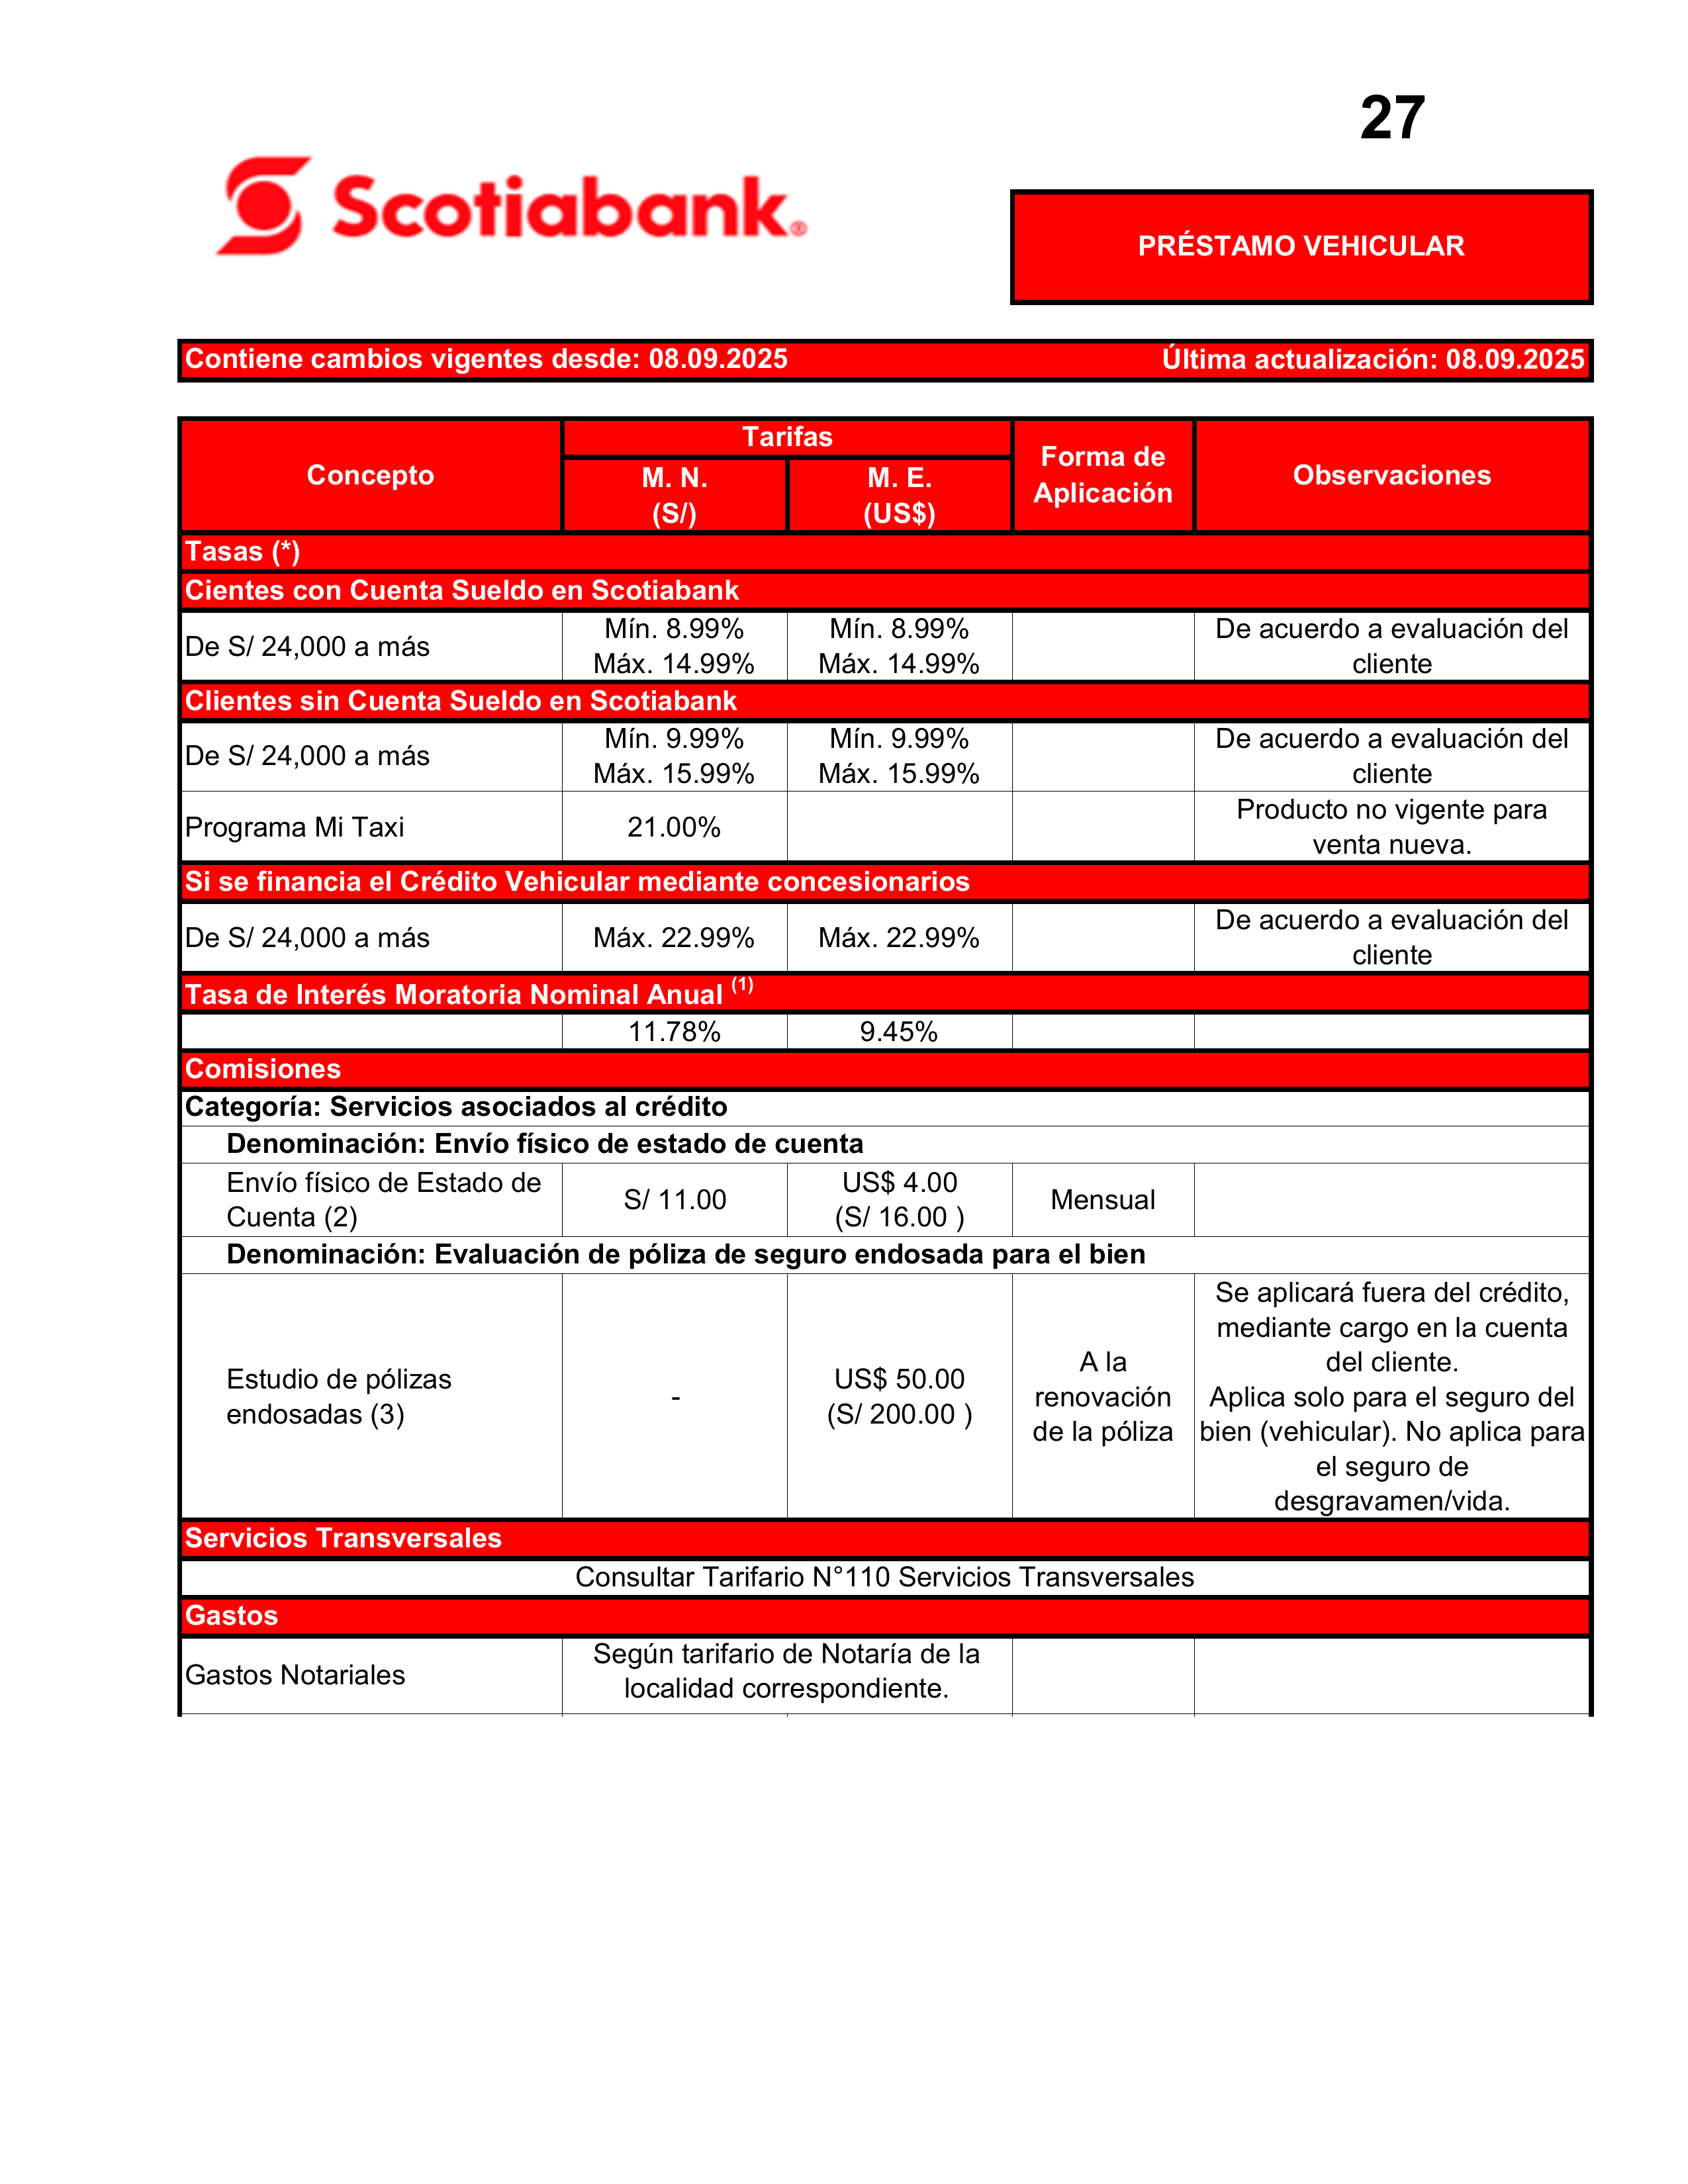 27
Scotiabank®
PRÉSTAMO VEHICULAR
Contiene cambios vigentes desde: 08.09.2025 Última actualización: 08.09.2025
Concepto
Tarifas
M. N.
(S/)
M. E.
(US$)
Forma de
Aplicación
Observaciones
Tasas (*)
Cientes con Cuenta Sueldo en Scotiabank
De S/ 24,000 a más
Mín. 8.99%
Máx. 14.99%
Mín. 8.99%
Máx. 14.99%
De acuerdo a evaluación del
cliente
Clientes sin Cuenta Sueldo en Scotiabank
De S/ 24,000 a más
Mín. 9.99%
Máx. 15.99%
Mín. 9.99%
Máx. 15.99%
De acuerdo a evaluación del
cliente
Programa Mi Taxi
21.00%
Producto no vigente para
venta nueva.
Si se financia el Crédito Vehicular mediante concesionarios
De S/ 24,000 a más
Máx. 22.99%
Máx. 22.99%
De acuerdo a evaluación del
cliente
Tasa de Interés Moratoria Nominal Anual (1)
11.78%
9.45%
Comisiones
Categoría: Servicios asociados al crédito
Denominación: Envío físico de estado de cuenta
Envío físico de Estado de
Cuenta (2)
S/ 11.00
US$ 4.00
(S/ 16.00 )
Mensual
Denominación: Evaluación de póliza de seguro endosada para el bien
Estudio de pólizas
endosadas (3)
-
US$ 50.00
(S/ 200.00 )
A la
renovación
de la póliza
Se aplicará fuera del crédito,
mediante cargo en la cuenta
del cliente.
Aplica solo para el seguro del
bien (vehicular). No aplica para
el seguro de
desgravamen/vida.
Servicios Transversales
Consultar Tarifario N°110 Servicios Transversales
Gastos
Gastos Notariales
Según tarifario de Notaría de la
localidad correspondiente.